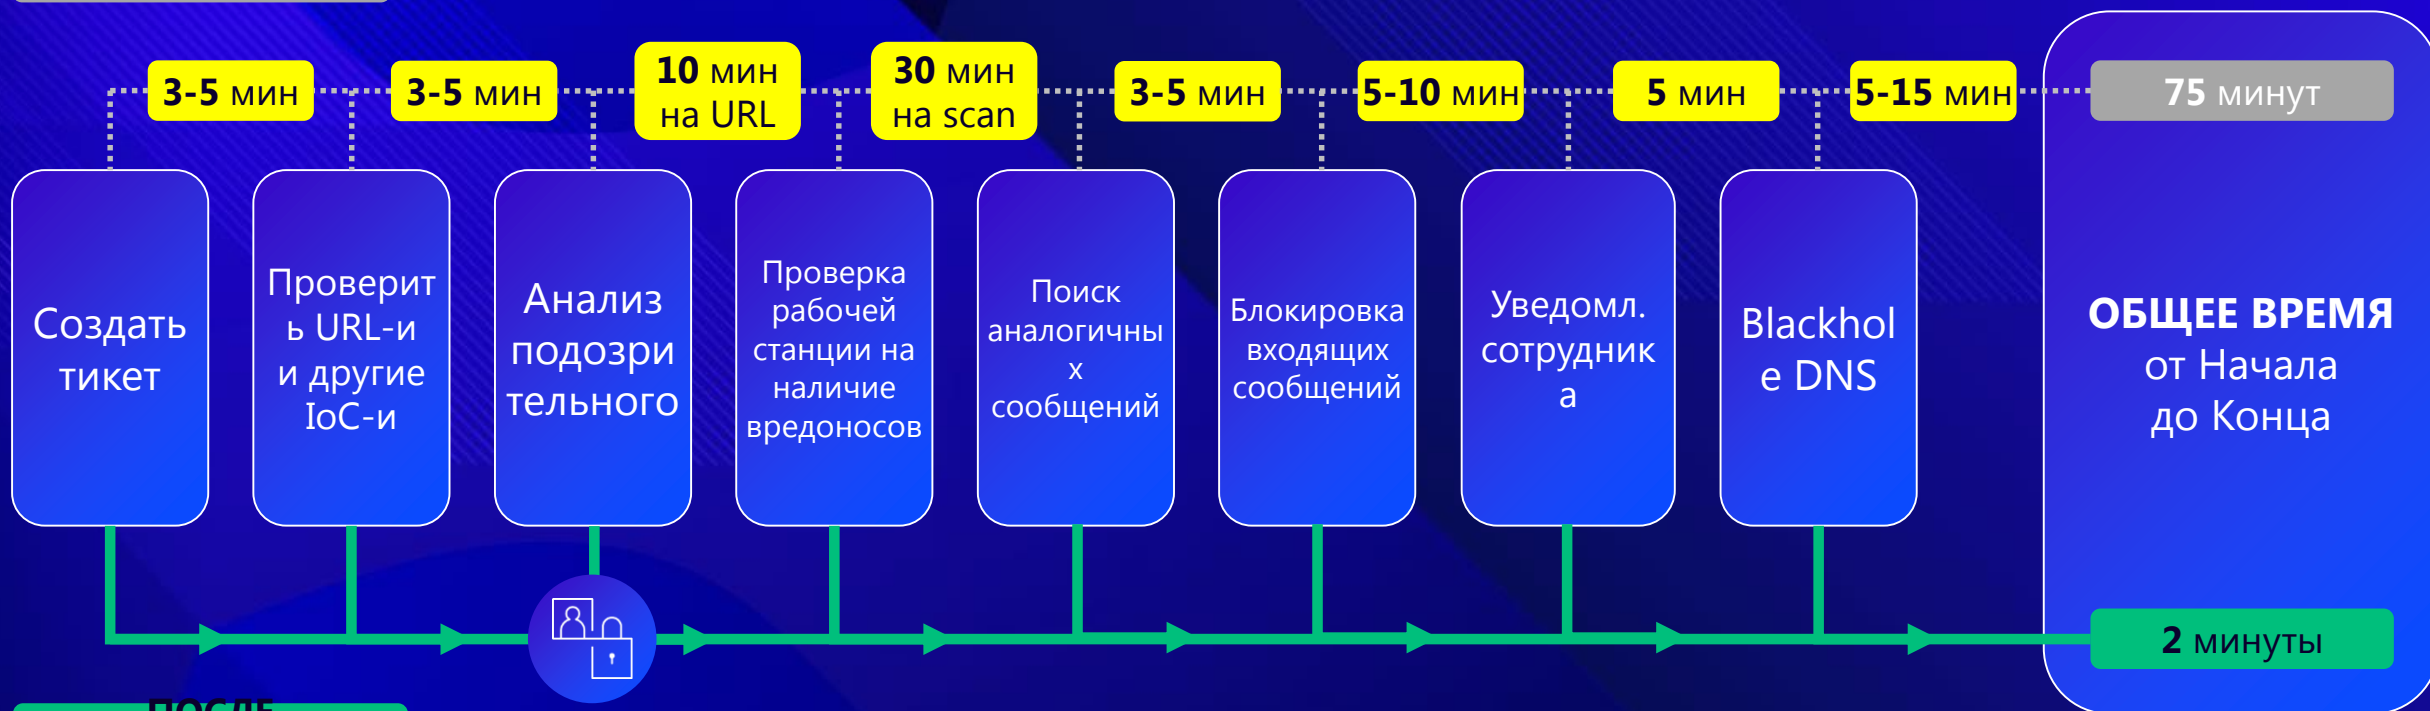 3-5 мин
3-5 мин
10 мин
на URL
30 мин
на scan
3-5 мин
5-10 мин
5 мин
5-15 мин
75 минут
Создать
тикет
Проверит
ь URL-и
и другие
IoC-и
Анализ
подозри
тельного
Проверка
рабочей
станции на
наличие
вредоносов
Поиск
аналогичны
х
сообщений
Блокировка
входящих
сообщений
Уведомл.
сотрудник
а
Blackhol
e DNS
ОБЩЕЕ ВРЕМЯ
от Начала
до Конца
2 минуты
ПОСЛЕ